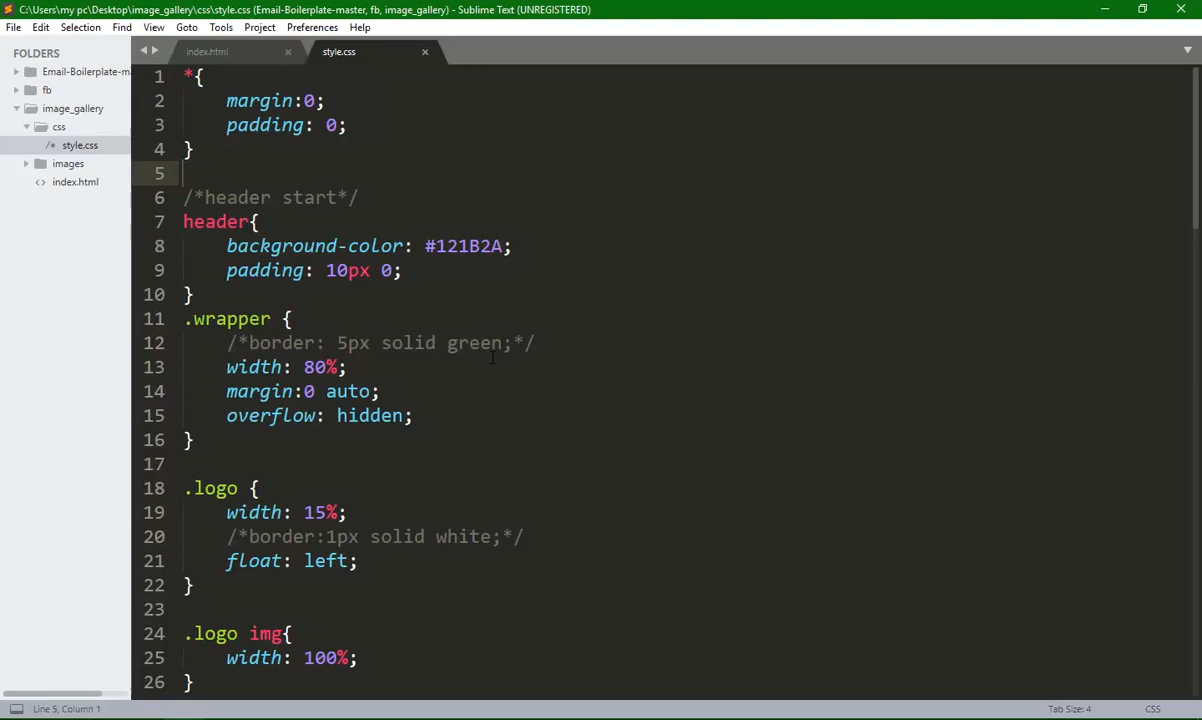 C:\Users\my pc\Desktop\image_gallery\css\style.css (Email-Boilerplate-master, fb, image_gallery) - Sublime Text (UNREGISTERED)
File Edit Selection Find View Goto Tools Project Preferences Help
FOLDERS
Email-Boilerplate-ma
fb
image_gallery
css
/* style.css
images
<> index.html
index.html × style.css ×
1 *{
2 margin:0;
3 padding: 0;
4 }
5
6 /*header start*/
7 header{
8 background-color: #121B2A;
9 padding: 10px 0;
10 }
11 .wrapper {
12 /*border: 5px solid green;*/
13 width: 80%;
14 margin:0 auto;
15 overflow: hidden;
16 }
17
18 .logo {
19 width: 15%;
20 /*border:1px solid white;*/
21 float: left;
22 }
23
24 .logo img{
25 width: 100%;
26 }
Line 5, Column 1 Tab Size: 4 CSS